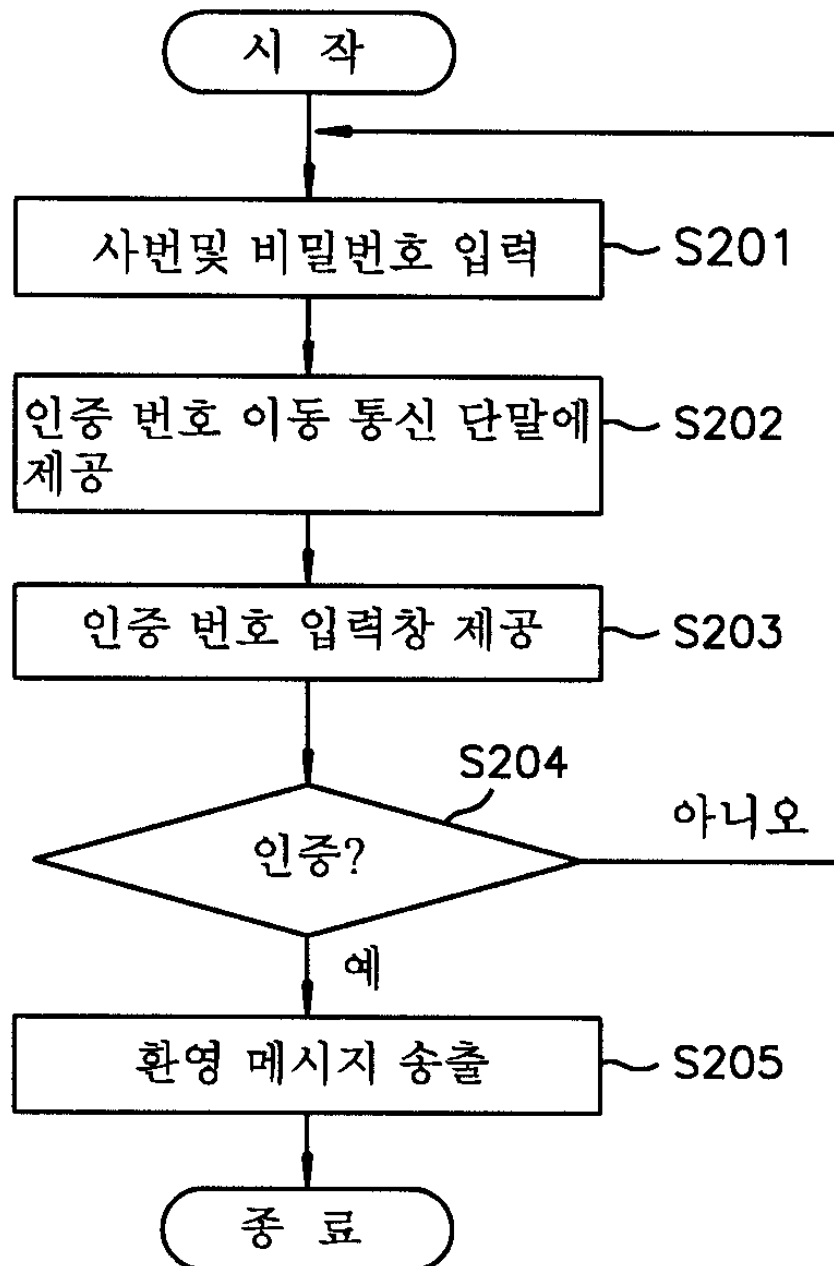 시 작
사번및 비밀번호 입력
S201
인증 번호 이동 통신 단말에
제공
S202
인증 번호 입력창 제공
S203
S204
인증?
아니오
예
환영 메시지 송출
S205
종 료